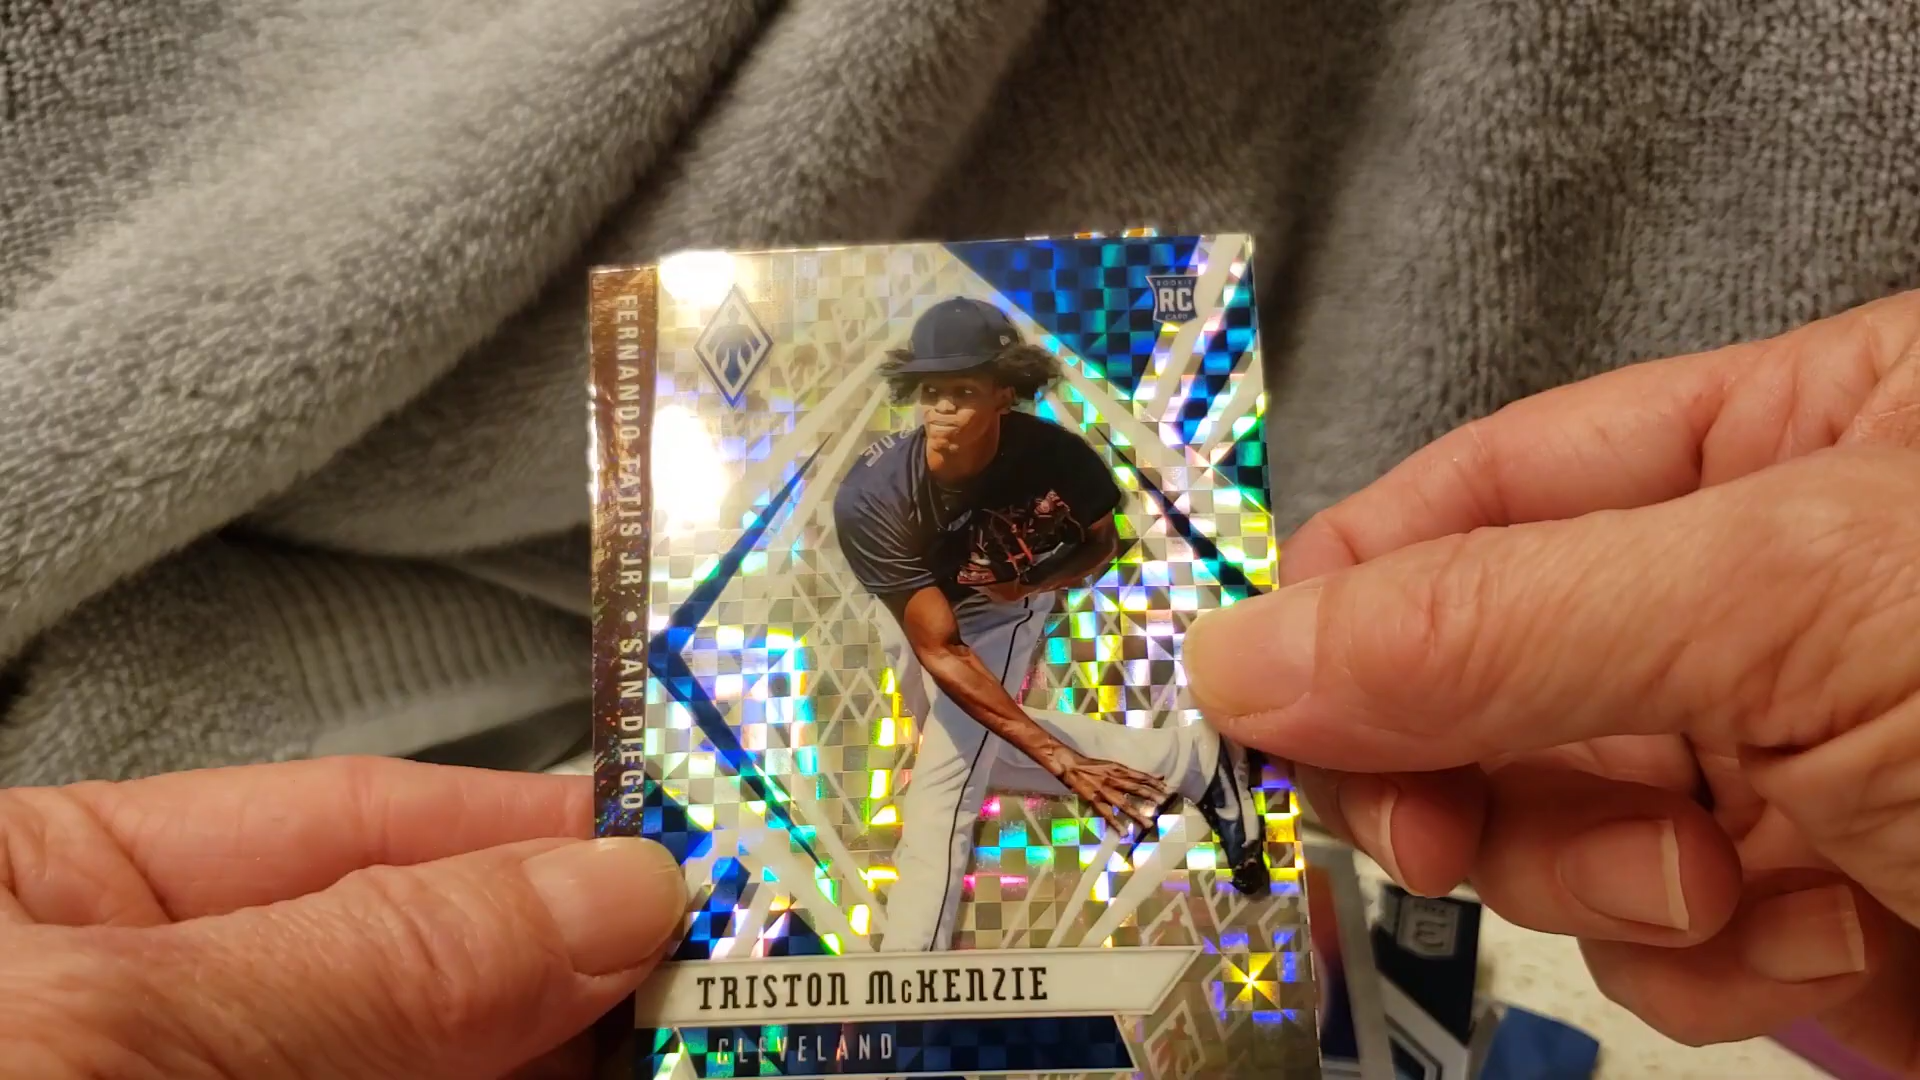 FERNANDO TATIS JR. • SAN DIEGO
ROOKIE
RC
CARD
TRISTON McKENZIE
CLEVELAND